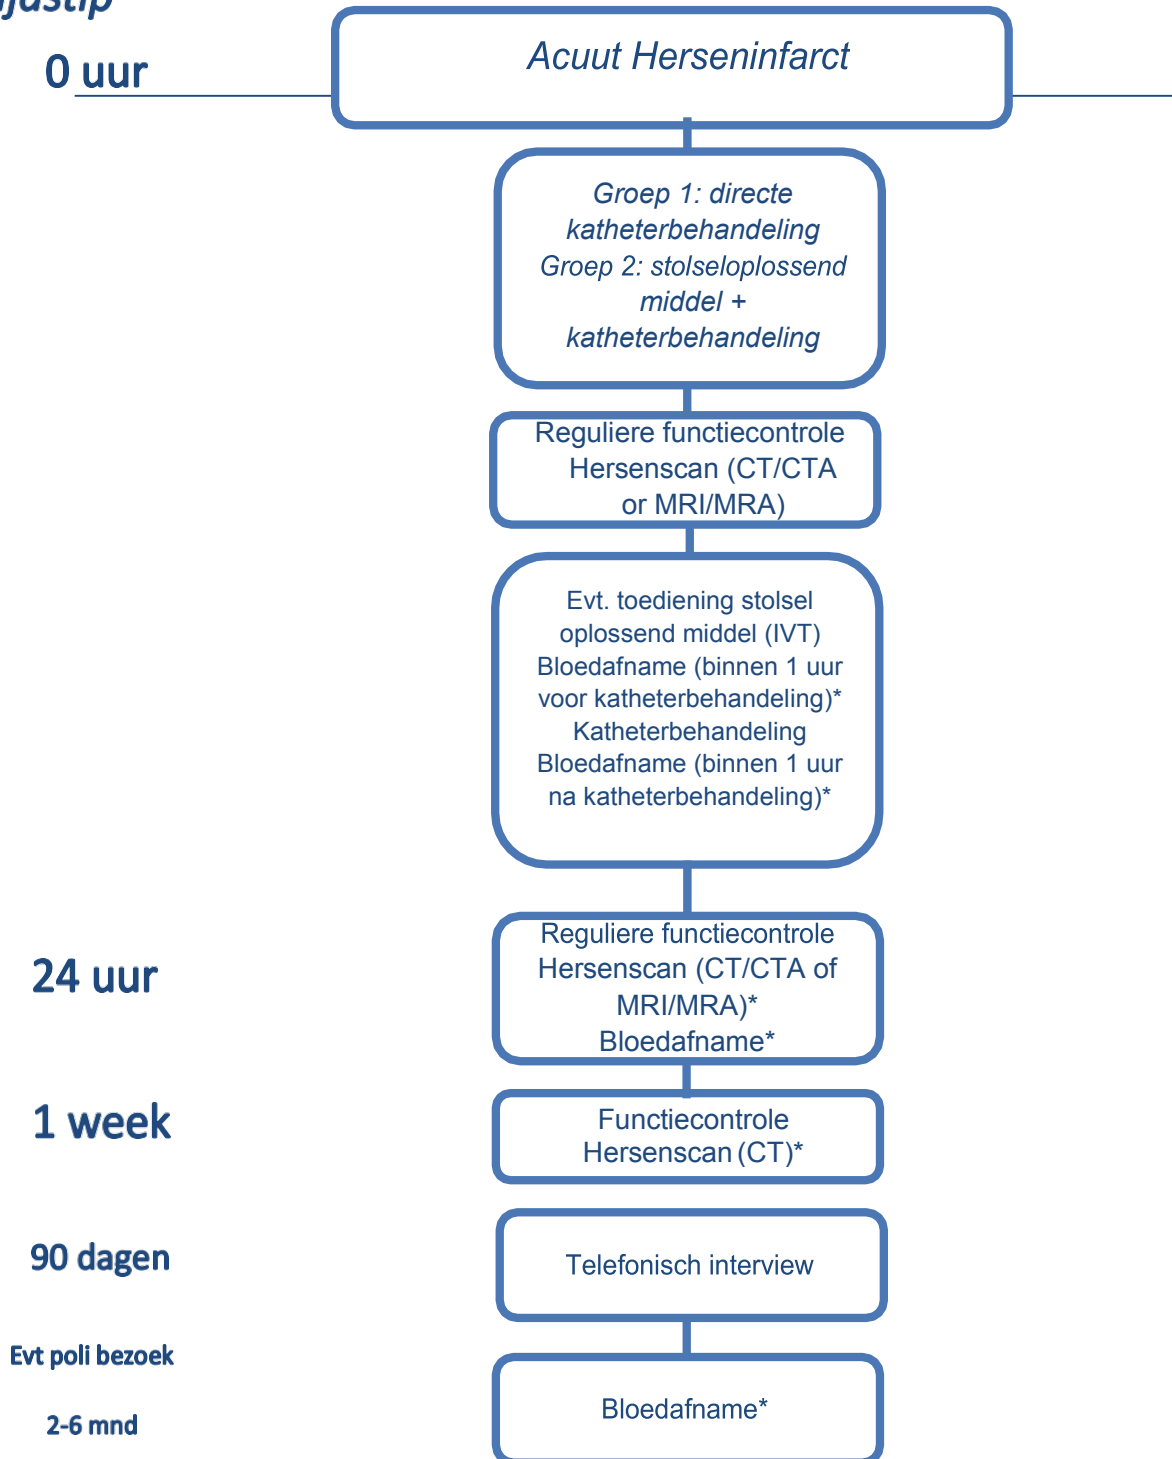 0 uur
Acuut Herseninfarct
Groep 1: directe
katheterbehandeling
Groep 2: stolseloplossend
middel +
katheterbehandeling
Reguliere functiecontrole
Hersenscan (CT/CTA
or MRI/MRA)
Evt. toediening stolsel
oplossend middel (IVT)
Bloedafname (binnen 1 uur
voor katheterbehandeling)*
Katheterbehandeling
Bloedafname (binnen 1 uur
na katheterbehandeling)*
24 uur
Reguliere functiecontrole
Hersenscan (CT/CTA of
MRI/MRA)*
Bloedafname*
1 week
Functiecontrole
Hersenscan (CT)*
90 dagen
Telefonisch interview
Evt poli bezoek
2-6 mnd
Bloedafname*